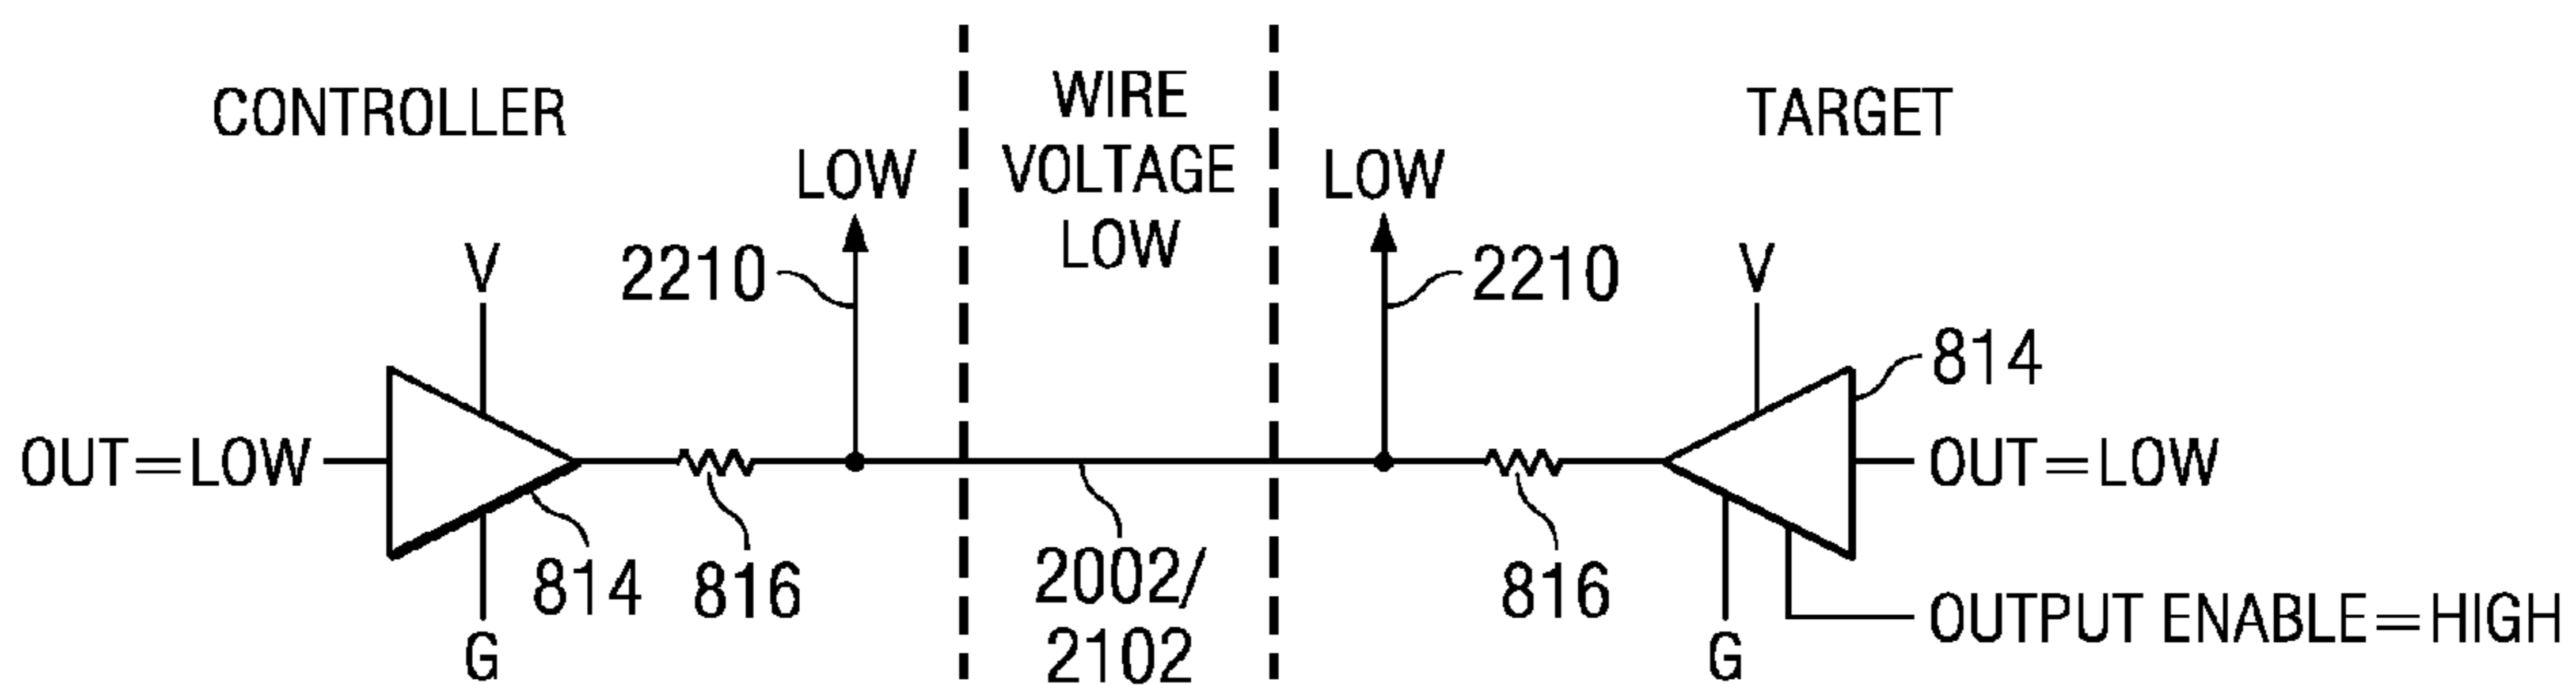 CONTROLLER
WIRE
VOLTAGE
LOW
TARGET
LOW
LOW
V
2210
2210
V
814
OUT=LOW
OUT=LOW
814
816
2002/
2102
816
OUTPUT ENABLE=HIGH
G
G